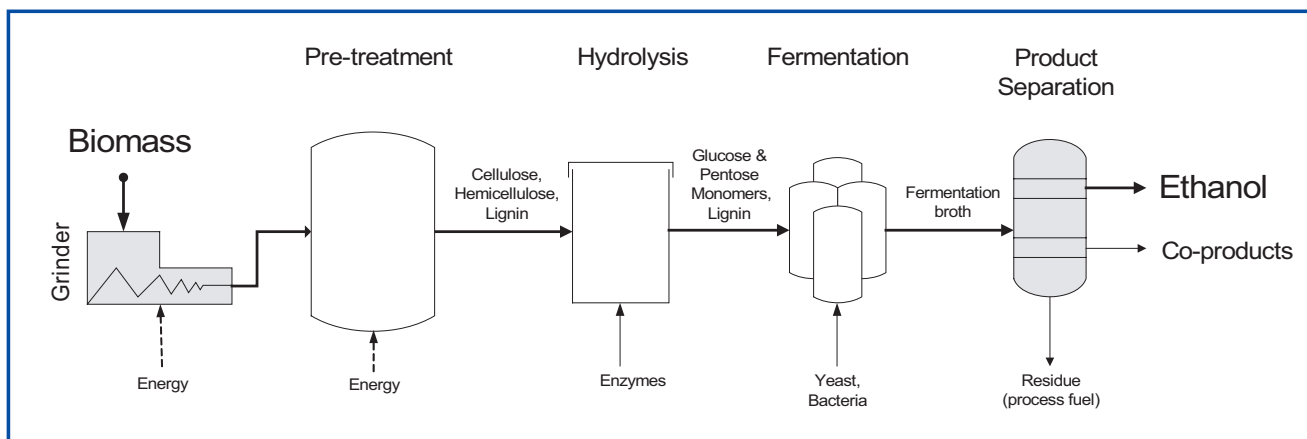 Pre-treatment
Hydrolysis
Fermentation
Product
Separation
Biomass
Grinder
Energy
Energy
Cellulose,
Hemicellulose,
Lignin
Enzymes
Glucose &
Pentose
Monomers,
Lignin
Yeast,
Bacteria
Fermentation
broth
Ethanol
Co-products
Residue
(process fuel)